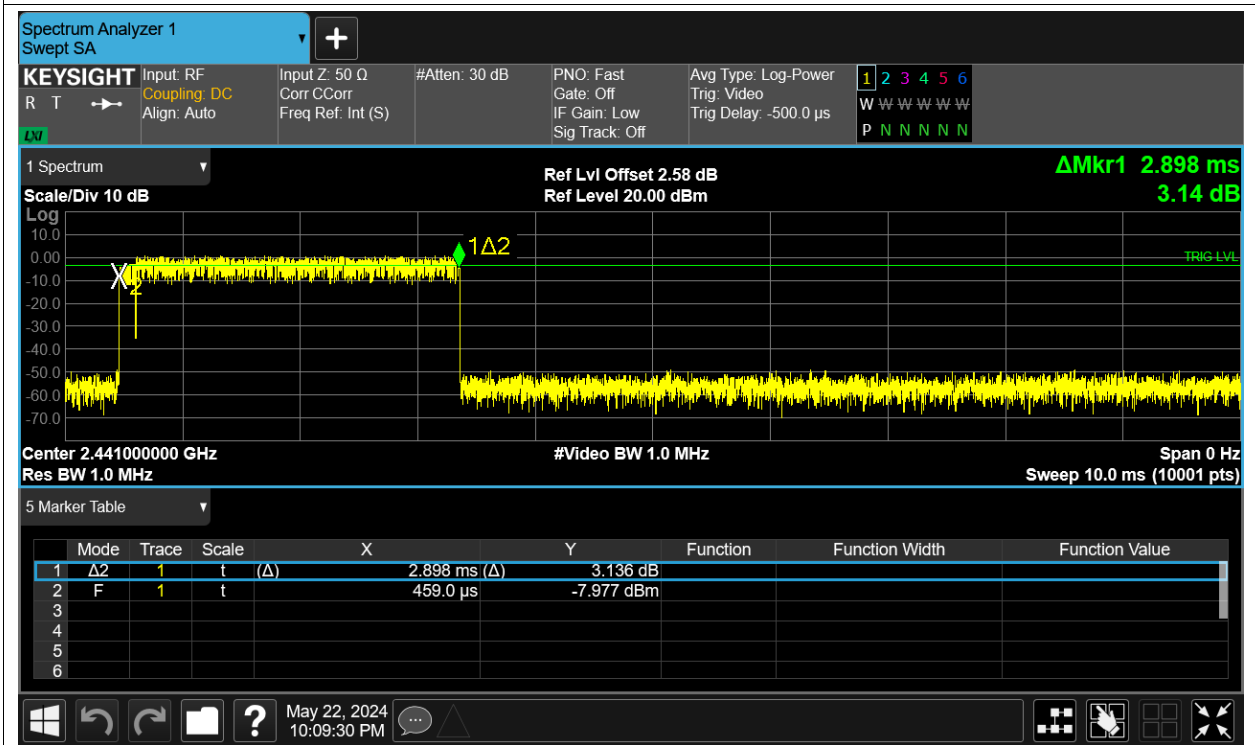 Spectrum Analyzer 1
Swept SA
KEYSIGHT
R T
LXI
Input: RF
Coupling: DC
Align: Auto
Input Z: 50 Ω
Corr CCorr
Freq Ref: Int (S)
#Atten: 30 dB
PNO: Fast
Gate: Off
IF Gain: Low
Sig Track: Off
Avg Type: Log-Power
Trig: Video
Trig Delay: -500.0 µs
1 2 3 4 5 6
W W W W W W
P N N N N N
1 Spectrum
Scale/Div 10 dB
Ref Lvl Offset 2.58 dB
Ref Level 20.00 dBm
ΔMkr1 2.898 ms
3.14 dB
Log
10.0
0.00
-10.0
-20.0
-30.0
-40.0
-50.0
-60.0
-70.0
1Δ2
X2
TRIG LVL
Center 2.441000000 GHz
#Video BW 1.0 MHz
Span 0 Hz
Res BW 1.0 MHz
Sweep 10.0 ms (10001 pts)
5 Marker Table
Mode Trace Scale X Y Function Function Width Function Value
1 Δ2 1 t (Δ) 2.898 ms (Δ) 3.136 dB
2 F 1 t 459.0 µs -7.977 dBm
3
4
5
6
?
May 22, 2024
10:09:30 PM